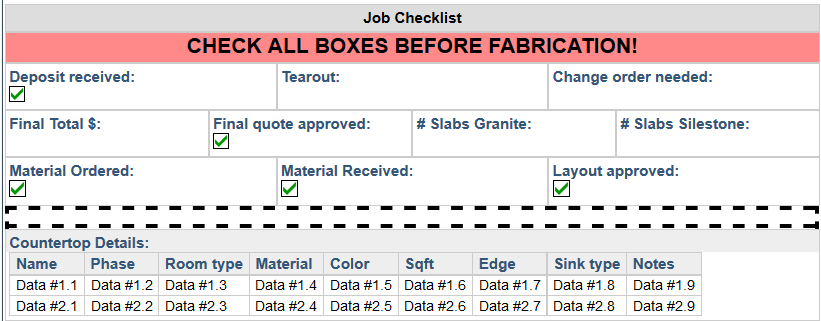 Job Checklist
CHECK ALL BOXES BEFORE FABRICATION!
Deposit received: Tearout: Change order needed:
Final Total $: Final quote approved: # Slabs Granite: # Slabs Silestone:
Material Ordered: Material Received: Layout approved:
Countertop Details:
Name Phase Room type Material Color Sqft Edge Sink type Notes
Data #1.1 Data #1.2 Data #1.3 Data #1.4 Data #1.5 Data #1.6 Data #1.7 Data #1.8 Data #1.9
Data #2.1 Data #2.2 Data #2.3 Data #2.4 Data #2.5 Data #2.6 Data #2.7 Data #2.8 Data #2.9